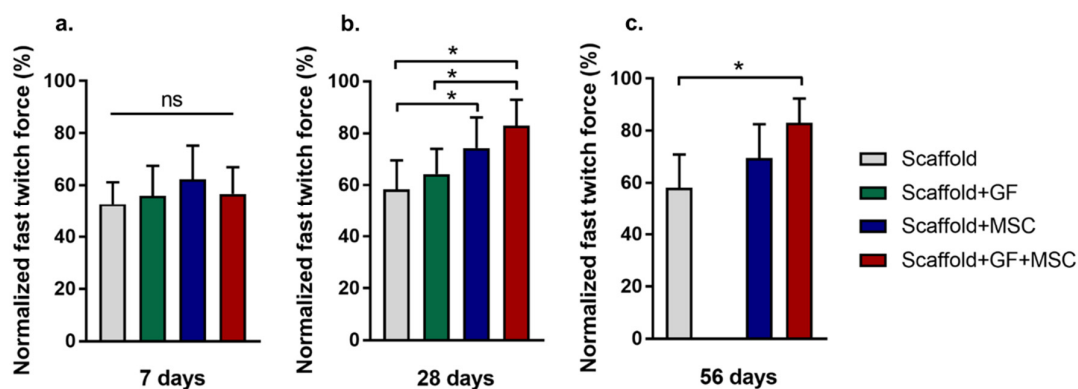 a.
Normalized fast twitch force (%)
100
80
60
40
20
0
ns
7 days
b.
Normalized fast twitch force (%)
100
80
60
40
20
0
*
*
*
28 days
c.
Normalized fast twitch force (%)
100
80
60
40
20
0
*
56 days
Scaffold
Scaffold+GF
Scaffold+MSC
Scaffold+GF+MSC